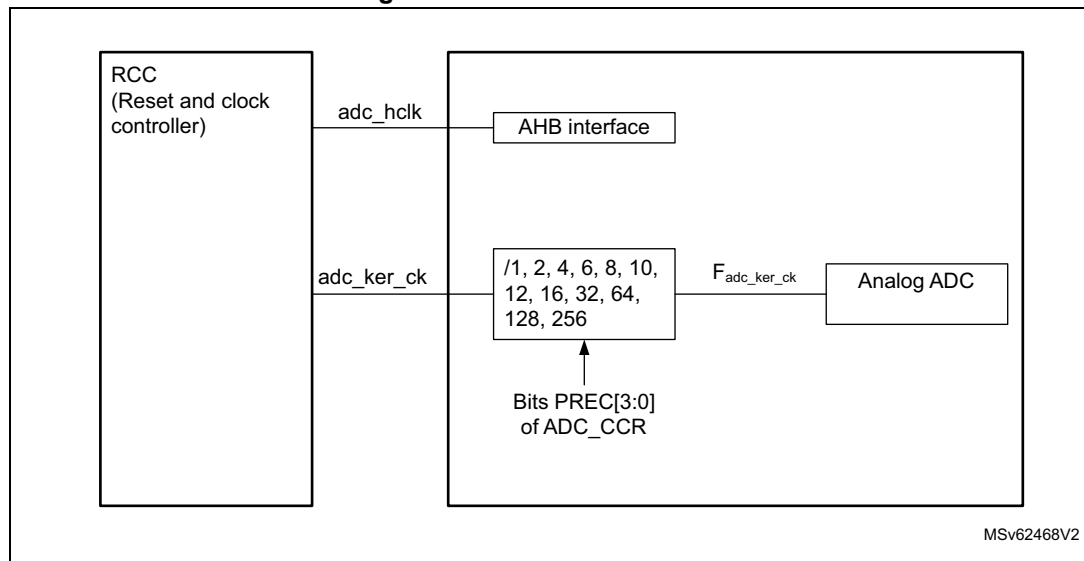 RCC
(Reset and clock
controller)
adc_hclk
AHB interface
adc_ker_ck
/1, 2, 4, 6, 8, 10,
12, 16, 32, 64,
128, 256
Fadc_ker_ck
Analog ADC
Bits PREC[3:0]
of ADC_CCR
MSv62468V2